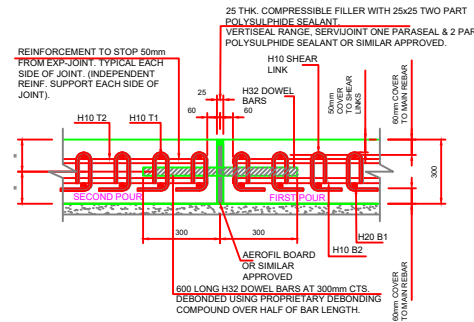 25 THK. COMPRESSIBLE FILLER WITH 25x25 TWO PART
POLYSULPHIDE SEALANT.
VERTISEAL RANGE, SERVIJOINT ONE PARASEAL & 2 PAR
POLYSULPHIDE SEALANT OR SIMILAR APPROVED.
REINFORCEMENT TO STOP 50mm
FROM EXP-JOINT. TYPICAL EACH
SIDE OF JOINT. (INDEPENDENT
REINF. SUPPORT EACH SIDE OF
JOINT).
H10 SHEAR
LINK
H32 DOWEL
BARS
25
60
60
H10 T2
H10 T1
50mm
COVER
TO SHEAR
LINKS
60mm COVER
TO MAIN REBAR
300
SECOND POUR
FIRST POUR
300
300
H20 B1
H10 B2
AEROFIL BOARD
OR SIMILAR
APPROVED
600 LONG H32 DOWEL BARS AT 300mm CTS.
DEBONDED USING PROPRIETARY DEBONDING
COMPOUND OVER HALF OF BAR LENGTH.
60mm COVER
TO MAIN REBAR